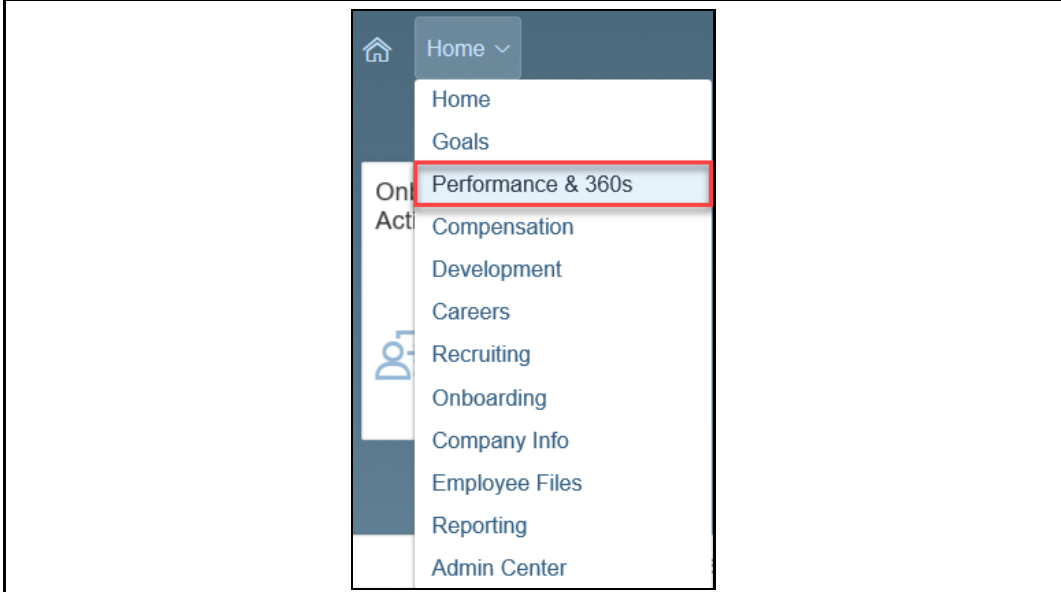 Home
Home
Goals
Performance & 360s
Compensation
Development
Careers
Recruiting
Onboarding
Company Info
Employee Files
Reporting
Admin Center